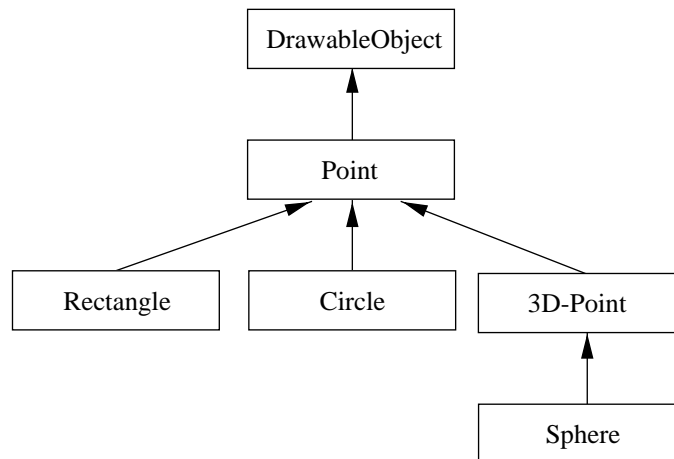 DrawableObject
Point
Rectangle
Circle
3D-Point
Sphere